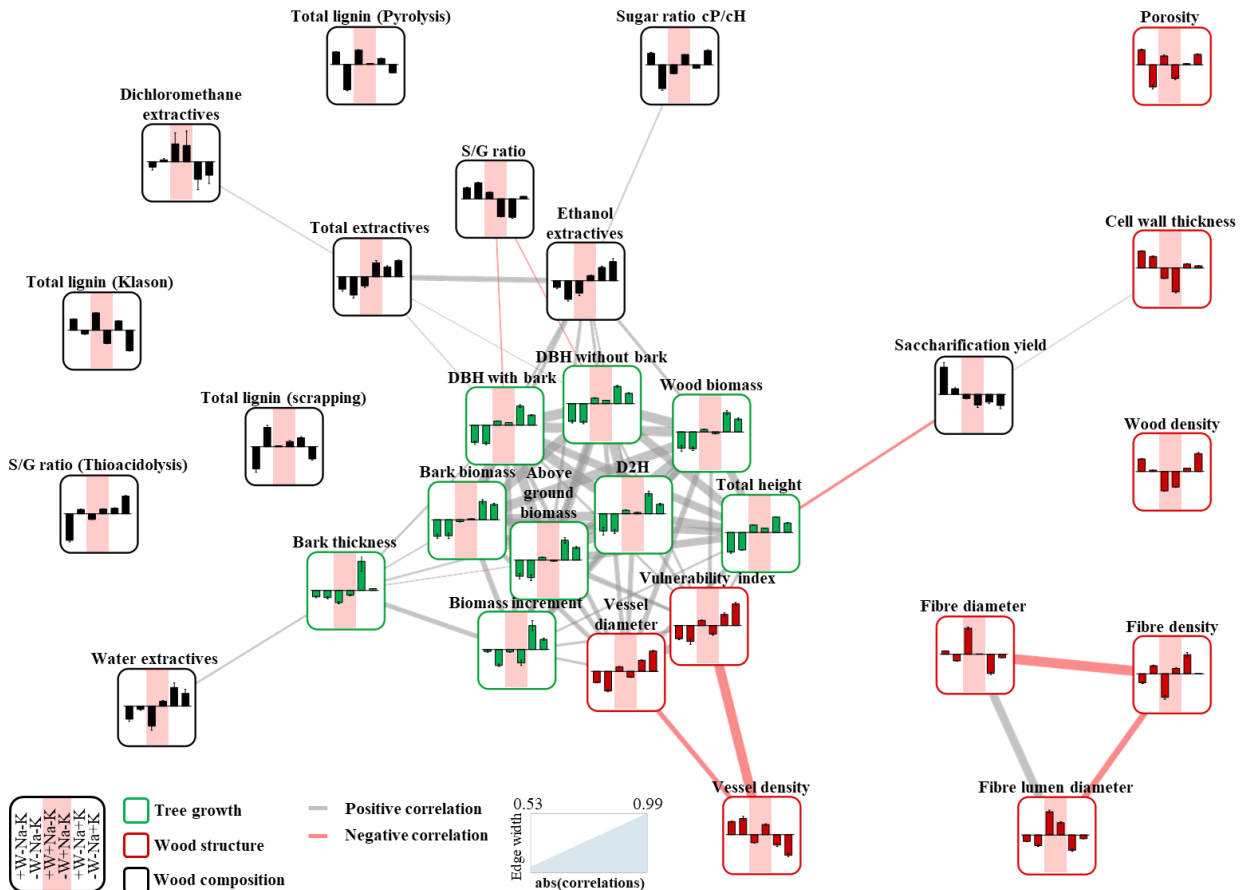 Total lignin (Pyrolysis)
Sugar ratio cP/cH
Porosity
Dichloromethane
extractives
S/G ratio
Ethanol
extractives
Total extractives
Cell wall thickness
Total lignin (Klason)
Saccharification yield
DBH without bark
DBH with bark
Wood biomass
Total lignin (scrapping)
Wood density
S/G ratio (Thioacidolysis)
Bark biomass
Above
ground
biomass
D2H
Total height
Bark thickness
Vulnerability index
Biomass increment
Vessel
diameter
Fibre diameter
Fibre density
Water extractives
Vessel density
Fibre lumen diameter
+W-Na-K
-W-Na-K
+W+Na-K
-W+Na-K
+W-Na+K
-W-Na+K
Tree growth
Wood structure
Wood composition
Positive correlation
Negative correlation
0.53
0.99
Edge width
abs(correlations)